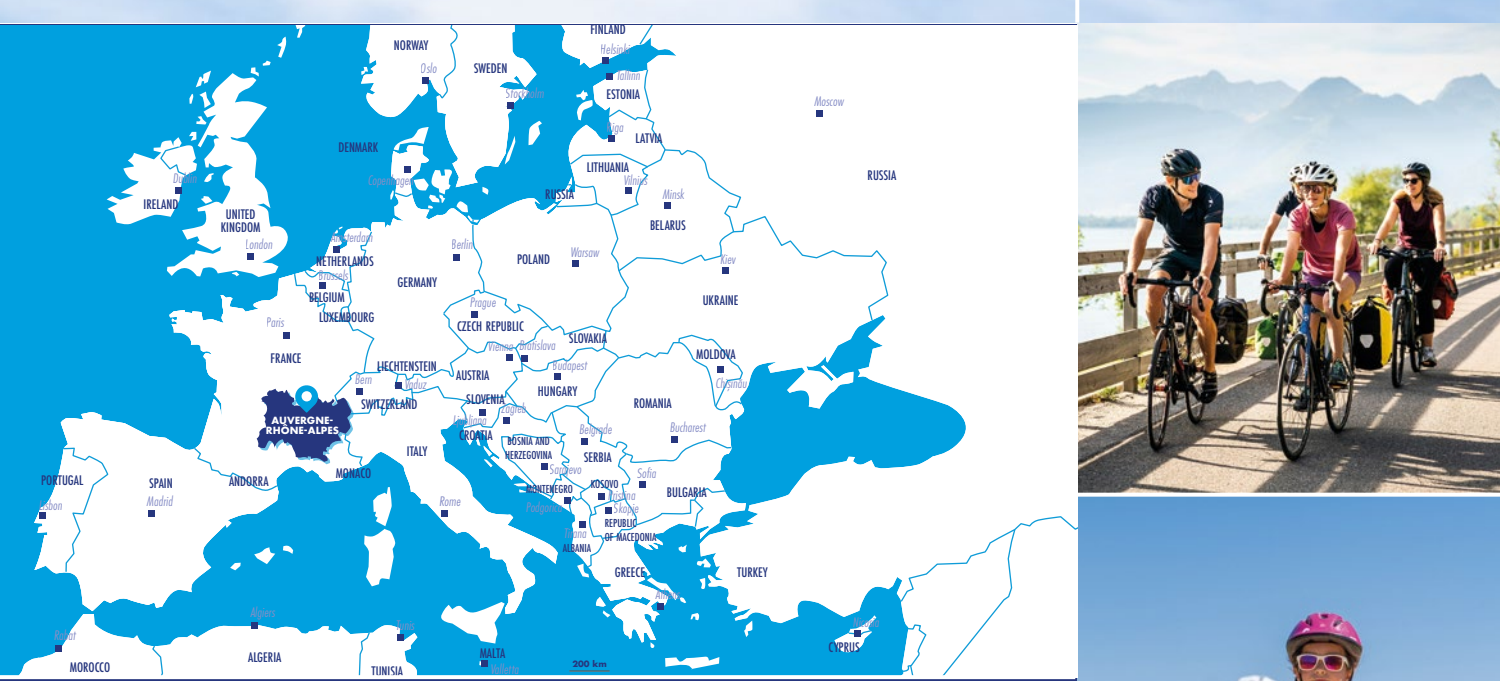 FINLAND
NORWAY
Helsinki
Oslo
SWEDEN
Tallinn
Stockholm
ESTONIA
Moscow
Riga
LATVIA
DENMARK
LITHUANIA
RUSSIA
Dublin
Copenhagen
Vilnius
RUSSIA
Minsk
IRELAND
UNITED
KINGDOM
BELARUS
London
Amsterdam
Berlin
Warsaw
Kiev
NETHERLANDS
POLAND
Brussels
GERMANY
BELGIUM
UKRAINE
Prague
LUXEMBOURG
Paris
CZECH REPUBLIC
SLOVAKIA
Vienna
Bratislava
MOLDOVA
FRANCE
LIECHTENSTEIN
Budapest
AUSTRIA
Bern
Vaduz
Chișinău
HUNGARY
SWITZERLAND
SLOVENIA
ROMANIA
Zagreb
AUVERGNE-
RHÔNE-ALPES
Ljubljana
CROATIA
Belgrade
Bucharest
BOSNIA AND
HERZEGOVINA
ITALY
SERBIA
Sarajevo
MONACO
Sofia
PORTUGAL
SPAIN
ANDORRA
KOSOVO
MONTENEGRO
BULGARIA
Pristina
Lisbon
Madrid
Rome
Podgorica
Skopje
REPUBLIC
OF MACEDONIA
Tirana
ALBANIA
GREECE
TURKEY
Athens
Algiers
Nicosia
Rabat
Tunis
CYPRUS
MALTA
ALGERIA
200 km
MOROCCO
TUNISIA
Valletta